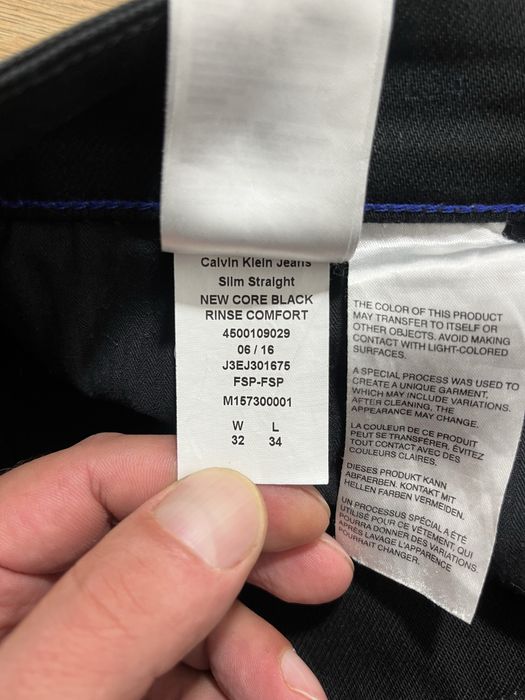 Calvin Klein Jeans
Slim Straight
NEW CORE BLACK
RINSE COMFORT
4500109029
06 / 16
J3EJ301675
FSP-FSP
M157300001
W L
32 34
THE COLOR OF THIS PRODUCT
MAY TRANSFER TO ITSELF OR
OTHER OBJECTS. AVOID MAKING
CONTACT WITH LIGHT-COLORED
SURFACES.
A SPECIAL PROCESS WAS USED TO
CREATE A UNIQUE GARMENT,
WHICH MAY INCLUDE VARIATIONS.
AFTER CLEANING, THE
APPEARANCE MAY CHANGE.
LA COULEUR DE CE PRODUIT
PEUT SE TRANSFÉRER. ÉVITEZ
TOUT CONTACT AVEC DES
COULEURS CLAIRES.
DIESES PRODUKT KANN
ABFAERBEN. KONTAKT MIT
HELLEN FARBEN VERMEIDEN.
UN PROCESSUS SPÉCIAL A ÉTÉ
UTILISÉ POUR CE VÊTEMENT, QUI
POURRA DONNER DES VARIATIONS.
APRÈS LAVAGE L'APPARENCE
POURRAIT CHANGER.